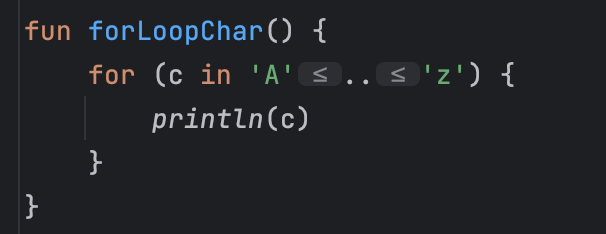 fun forLoopChar() {
for (c in 'A' ≤ .. ≤ 'z') {
println(c)
}
}